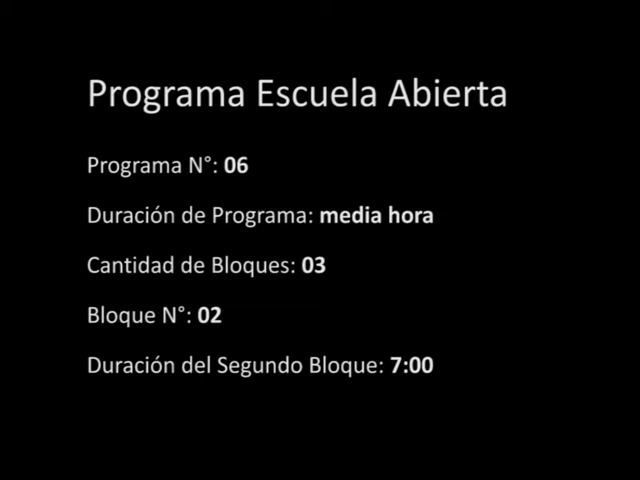 Programa Escuela Abierta
Programa N°: 06
Duración de Programa: media hora
Cantidad de Bloques: 03
Bloque N°: 02
Duración del Segundo Bloque: 7:00